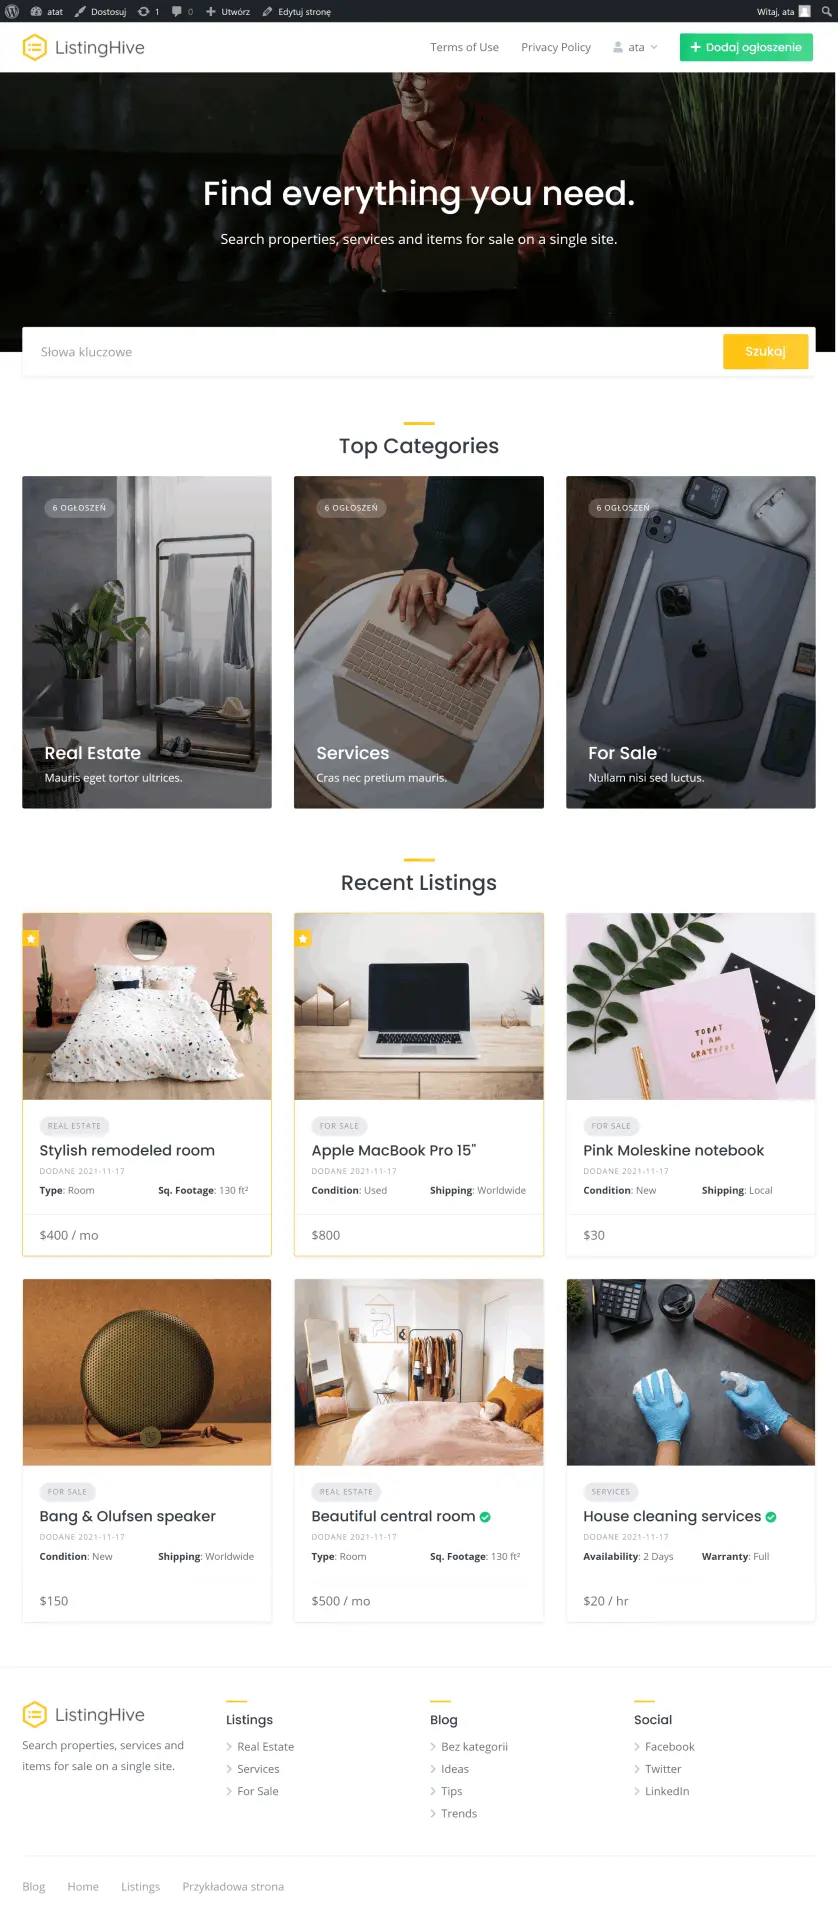 atat Dostosuj 1 0 Utwórz Edytuj stronę Witaj, ata
ListingHive Terms of Use Privacy Policy ata Dodaj ogłoszenie
Find everything you need.
Search properties, services and items for sale on a single site.
Słowa kluczowe Szukaj
Top Categories
6 OGŁOSZEŃ 6 OGŁOSZEŃ 6 OGŁOSZEŃ
Real Estate Services For Sale
Mauris eget tortor ultrices. Cras nec pretium mauris. Nullam nisi sed luctus.
Recent Listings
TODAY
I AM
GRATEFUL
REAL ESTATE FOR SALE FOR SALE
Stylish remodeled room Apple MacBook Pro 15" Pink Moleskine notebook
DODANE 2021-11-17 DODANE 2021-11-17 DODANE 2021-11-17
Type: Room Sq. Footage: 130 ft² Condition: Used Shipping: Worldwide Condition: New Shipping: Local
$400 / mo $800 $30
FOR SALE REAL ESTATE SERVICES
Bang & Olufsen speaker Beautiful central room House cleaning services
DODANE 2021-11-17 DODANE 2021-11-17 DODANE 2021-11-17
Condition: New Shipping: Worldwide Type: Room Sq. Footage: 130 ft² Availability: 2 Days Warranty: Full
$150 $500 / mo $20 / hr
ListingHive
Search properties, services and
items for sale on a single site.
Listings
Real Estate
Services
For Sale
Blog
Bez kategorii
Ideas
Tips
Trends
Social
Facebook
Twitter
LinkedIn
Blog Home Listings Przykładowa strona